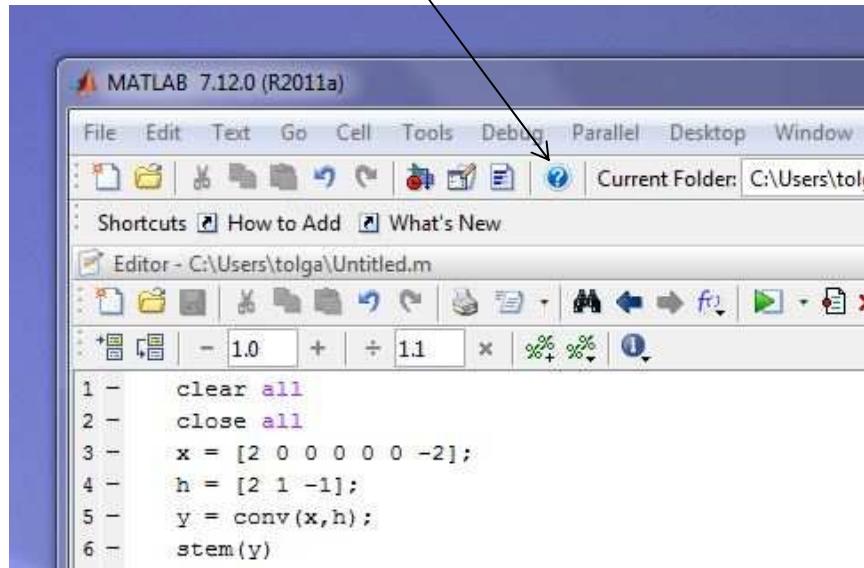 MATLAB 7.12.0 (R2011a)
File Edit Text Go Cell Tools Debug Parallel Desktop Window
Current Folder: C:\Users\tolg
Shortcuts How to Add What's New
Editor - C:\Users\tolga\Untitled.m
− 1.0 + ÷ 1.1 ×
1 − clear all
2 − close all
3 − x = [2 0 0 0 0 0 -2];
4 − h = [2 1 -1];
5 − y = conv(x,h);
6 − stem(y)